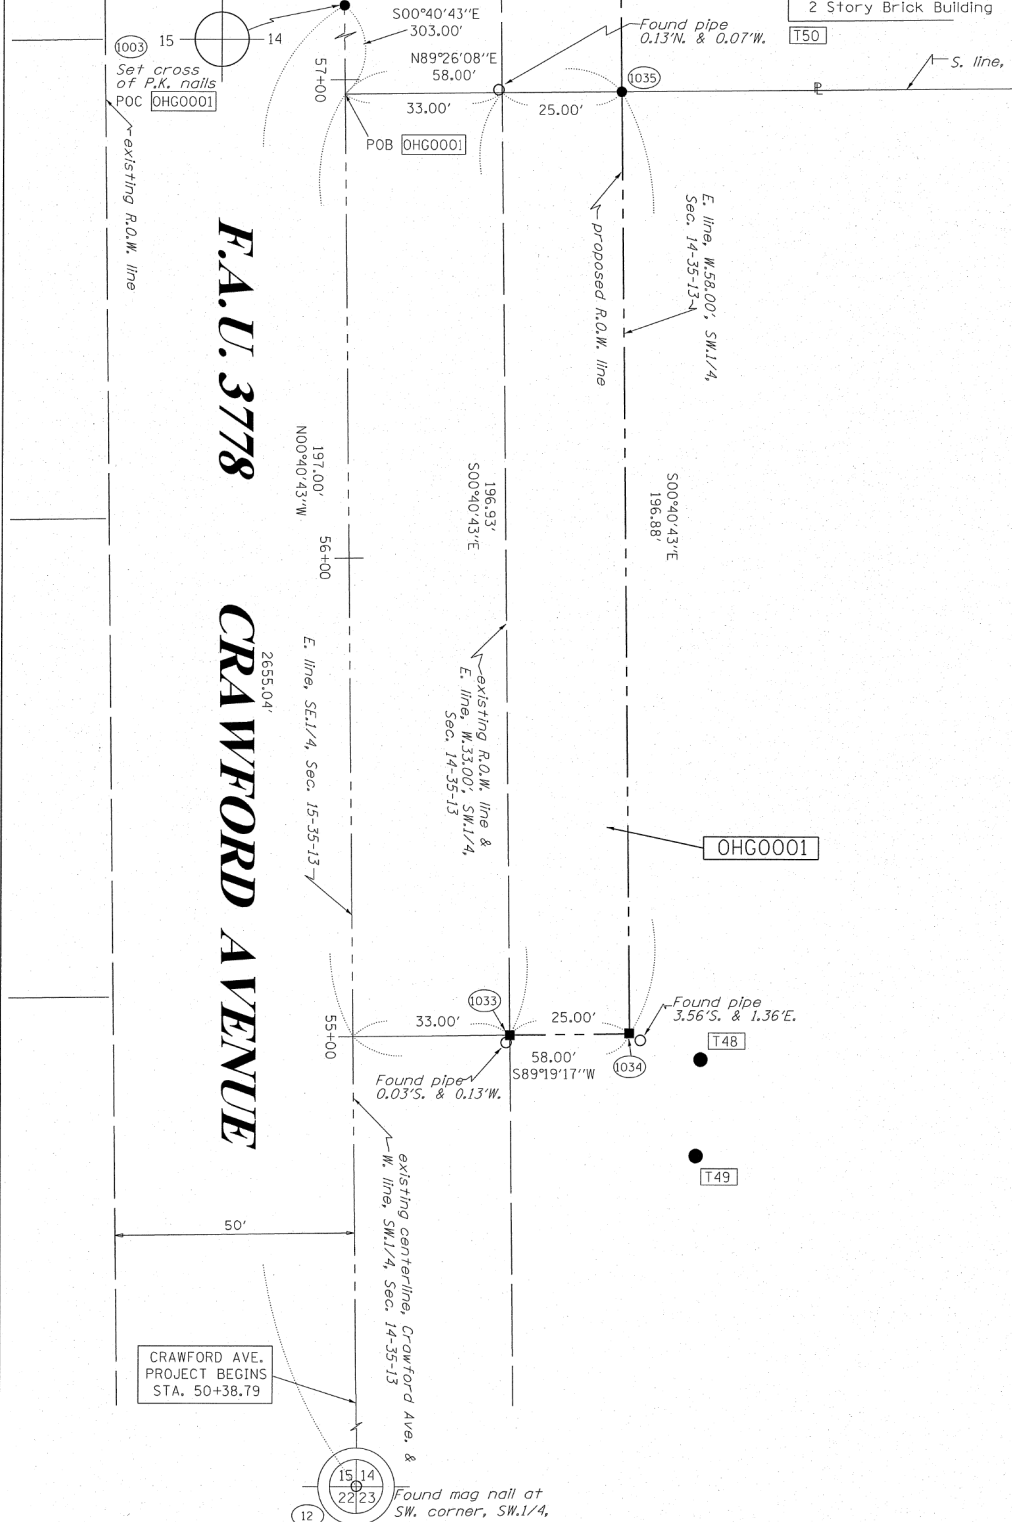 2 Story Brick Building
T50
S00°40'43"E
303.00'
Found pipe
0.13'N. & 0.07'W.
1003
15
14
S. line,
Set cross
of P.K. nails
POC OHG0001
57+00
N89°26'08"E
58.00'
1035
33.00'
25.00'
POB OHG0001
existing R.O.W. line
proposed R.O.W. line
E. line, W.58.00', SW.1/4,
Sec. 14-35-13
F.A.U. 3778
CRAWFORD AVENUE
197.00'
N00°40'43"W
196.93'
S00°40'43"E
S00°40'43"E
196.88'
56+00
2655.04'
E. line, SE.1/4, Sec. 15-35-13
existing R.O.W. line &
E. line, W.33.00', SW.1/4,
Sec. 14-35-13
OHG0001
1033
Found pipe
3.56'S. & 1.36'E.
55+00
33.00'
25.00'
T48
58.00'
S89°19'17"W
1034
Found pipe
0.03'S. & 0.13'W.
T49
existing centerline, Crawford Ave. &
W. line, SW.1/4, Sec. 14-35-13
50'
CRAWFORD AVE.
PROJECT BEGINS
STA. 50+38.79
15 14
22 23
12
Found mag nail at
SW. corner, SW.1/4,